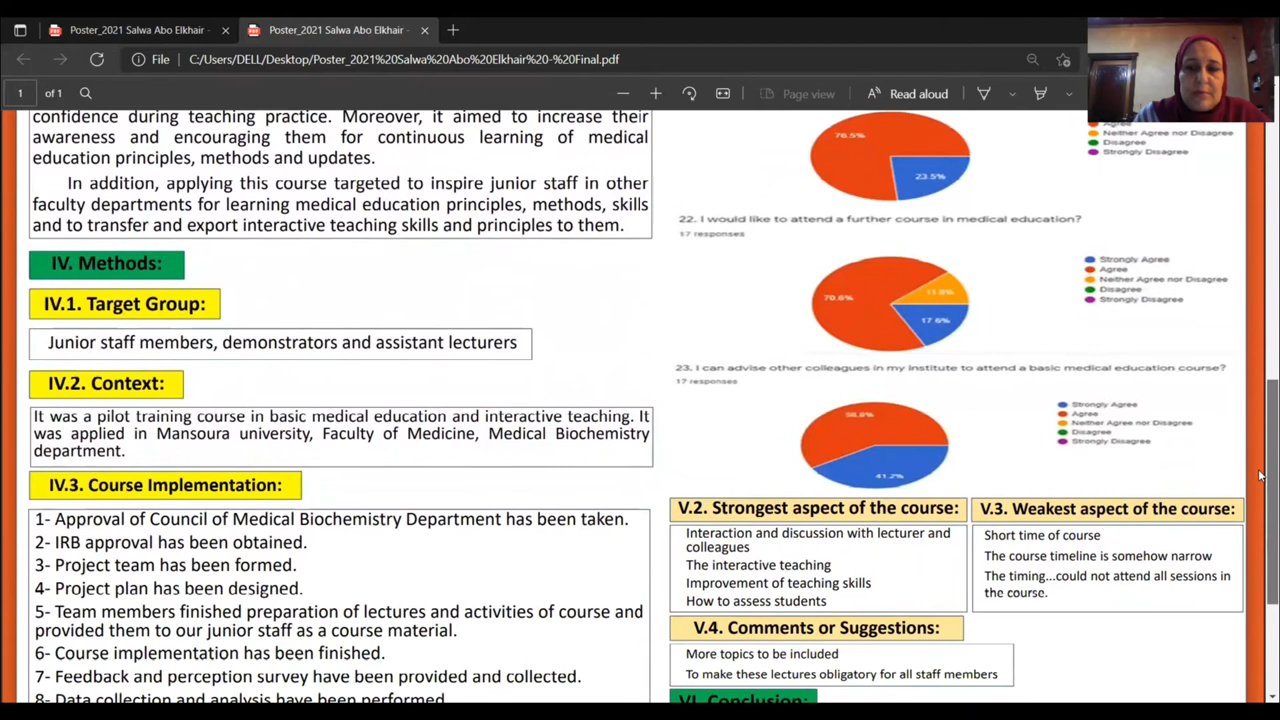 Poster_2021 Salwa Abo Elkhair -
Poster_2021 Salwa Abo Elkhair -
File
C:/Users/DELL/Desktop/Poster_2021%20Salwa%20Abo%20Elkhair%20-%20Final.pdf
1 of 1
Page view
Read aloud
confidence during teaching practice. Moreover, it aimed to increase their
awareness and encouraging them for continuous learning of medical
education principles, methods and updates.
In addition, applying this course targeted to inspire junior staff in other
faculty departments for learning medical education principles, methods, skills
and to transfand expert interactive teaching skills and principles to them.
IV. Methods:
IV.1. Target Group:
Junior staff members, demonstrators and assistant lecturers
IV.2. Context:
It was a pilot training course in basic medical education and interactive teaching. It
was applied in Mansoura university, Faculty of Medicine, Medical Biochemistry
department.
IV.3. Course Implementation:
1- Approval of Council of Medical Biochemistry Department has been taken.
2- IRB approval has been obtained.
3- Project team has been formed.
4- Project plan has been designed.
5- Team members finished preparation of lectures and activities of course and
provided them to our junior staff as a course material.
6- Course implementation has been finished.
7- Feedback and perception survey have been provided and collected.
8- Data collection and analysis have been performed.
76.5%
23.5%
Agree
Neither Agree nor Disagree
Disagree
Strongly Disagree
22. I would like to attend a further course in medical education?
17 responses
70.6%
11.8%
17.6%
Strongly Agree
Agree
Neither Agree nor Disagree
Disagree
Strongly Disagree
23. I can advise other colleagues in my institute to attend a basic medical education course?
17 responses
58.8%
41.2%
Strongly Agree
Agree
Neither Agree nor Disagree
Disagree
Strongly Disagree
V.2. Strongest aspect of the course:
Interaction and discussion with lecturer and
colleagues
The interactive teaching
Improvement of teaching skills
How to assess students
V.3. Weakest aspect of the course:
Short time of course
The course timeline is somehow narrow
The timing...could not attend all sessions in
the course.
V.4. Comments or Suggestions:
More topics to be included
To make these lectures obligatory for all staff members
VI. Conclusion: